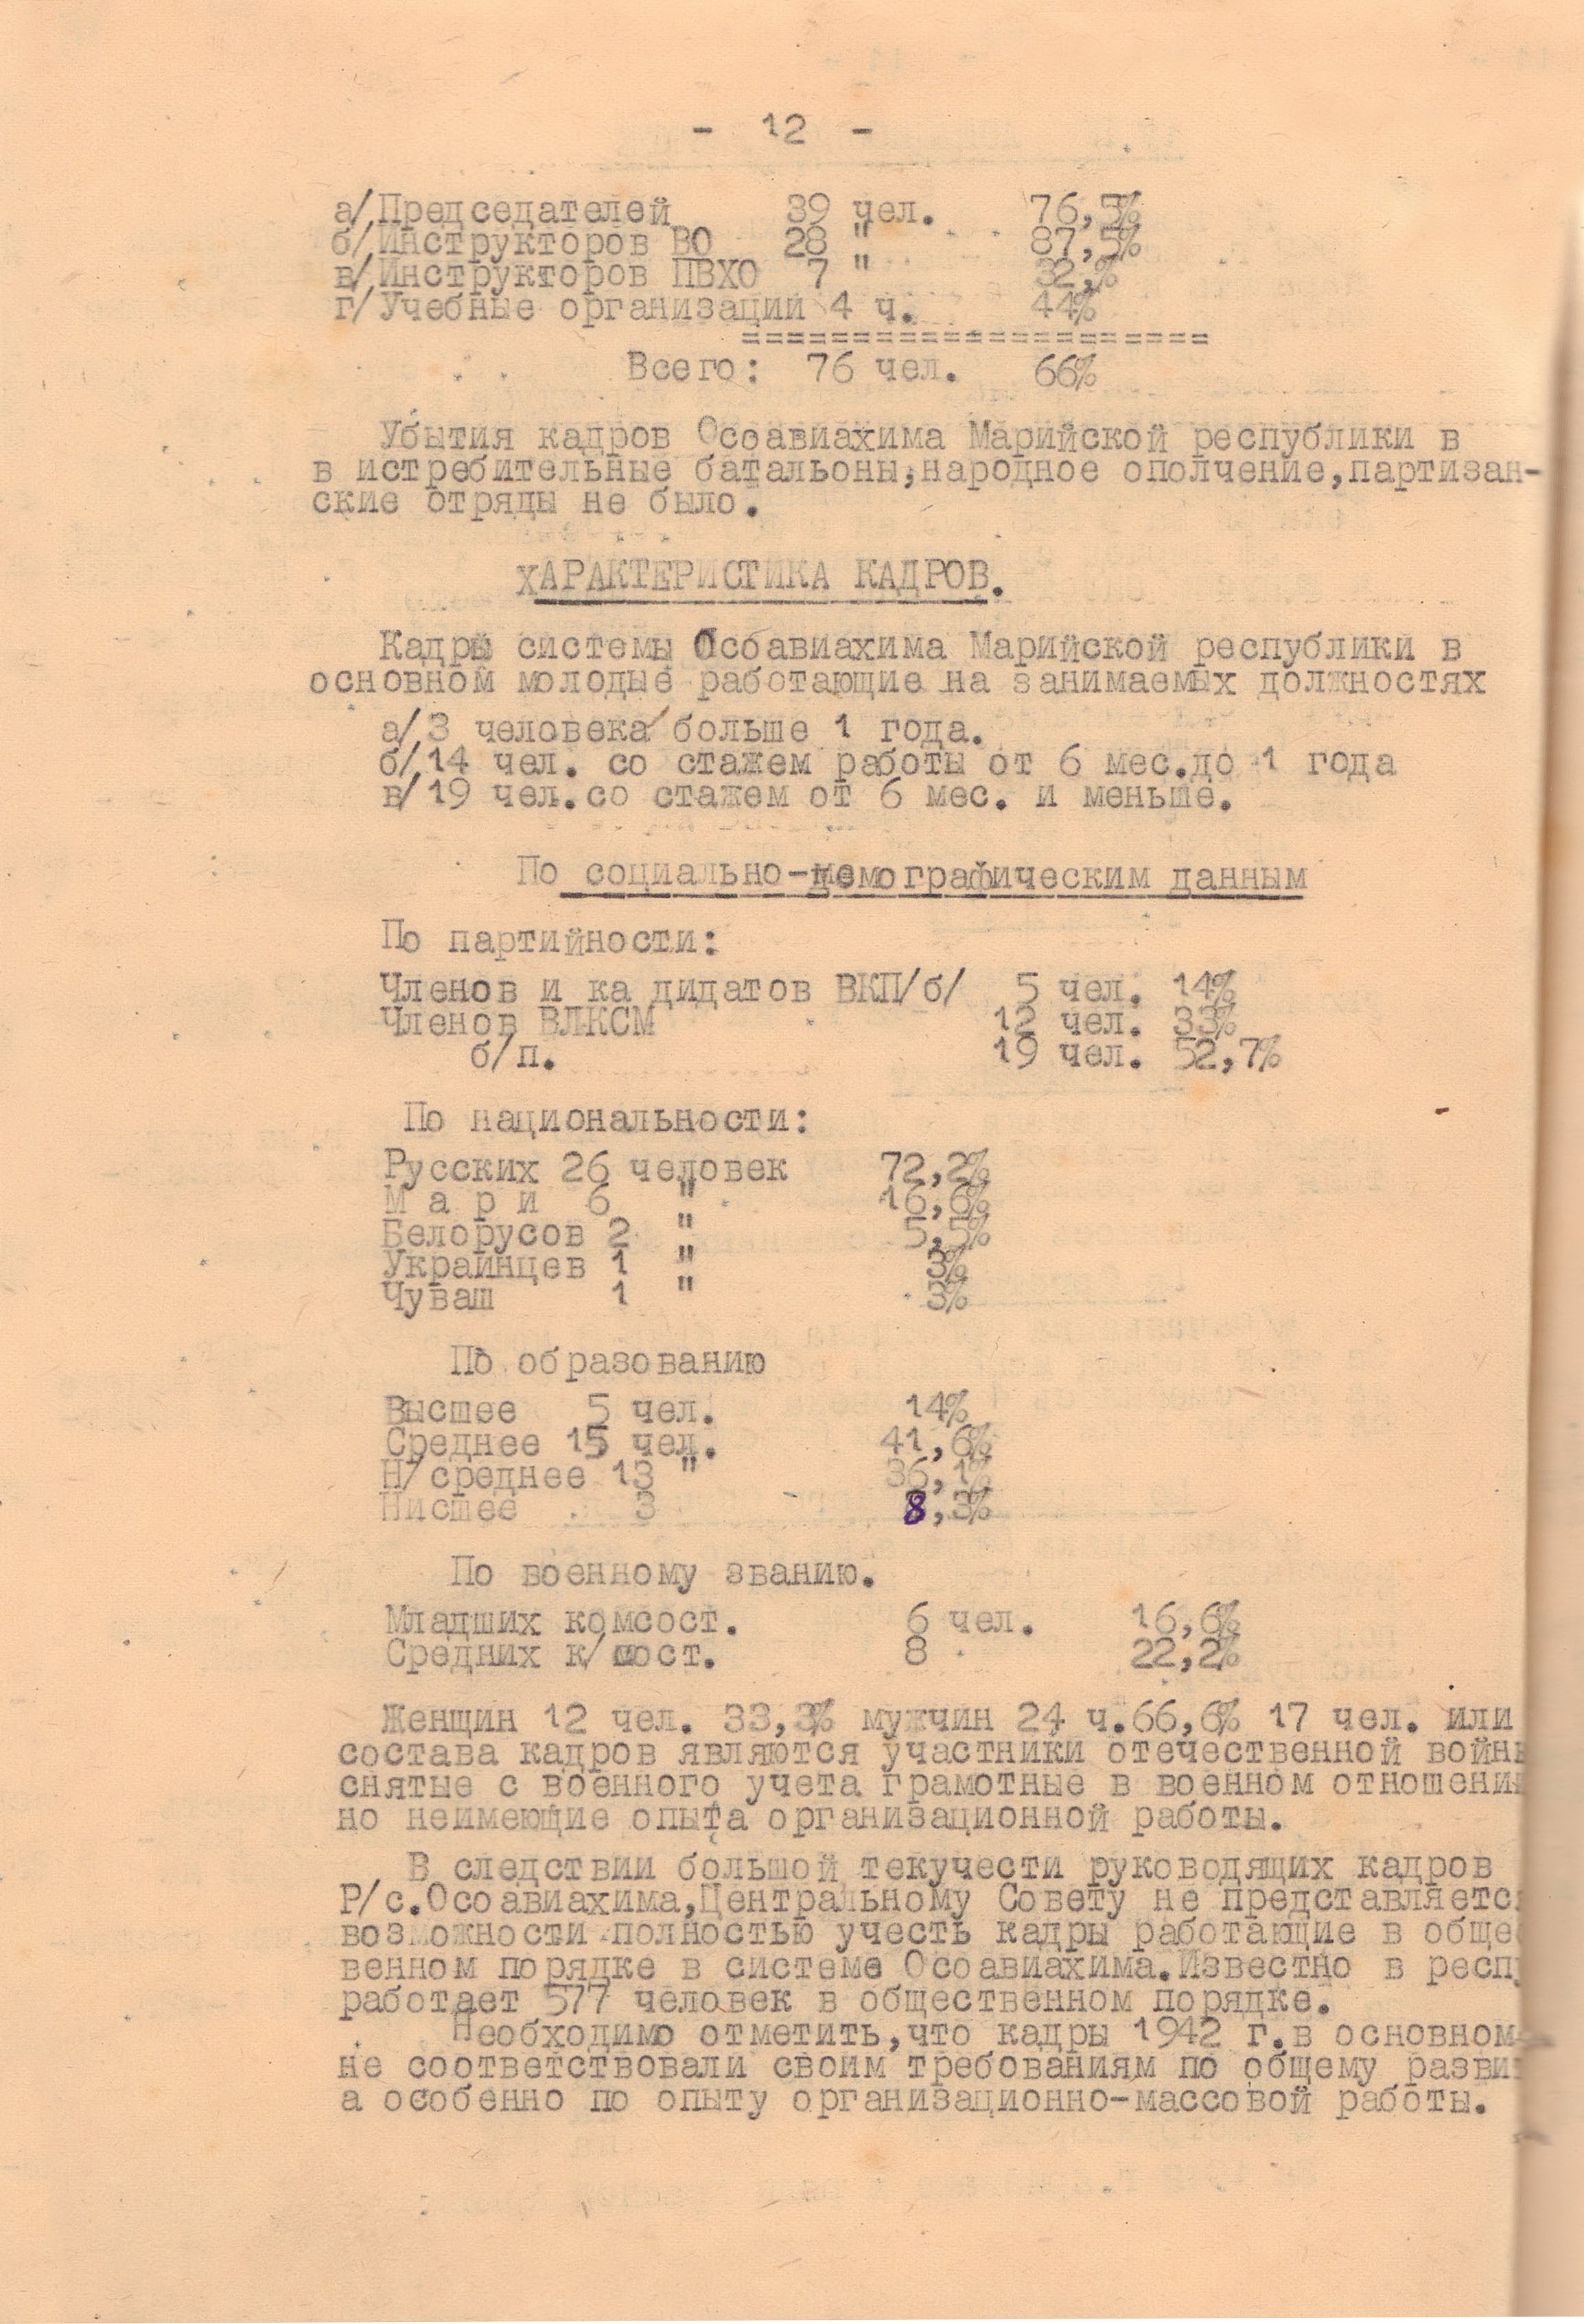 - 12 -
а/Председателей 39 чел. 76,5%
б/Инструкторов ВО 28 " 87,5%
в/Инструкторов ПВХО 7 " 32,%
г/Учебные организации 4 ч. 44%
=====================
Всего: 76 чел. 66%
Убытия кадров Осоавиахима Марийской республики в
в истребительные батальоны,народное ополчение,партизан-
ские отряды не было.
ХАРАКТЕРИСТИКА КАДРОВ.
Кадры системы Осоавиахима Марийской республики в
основном молодые работающие на занимаемых должностях
а/3 человека больше 1 года.
б/14 чел. со стажем работы от 6 мес.до 1 года
в/19 чел.со стажем от 6 мес. и меньше.
По социально-демографическим данным
По партийности:
Членов и ка дидатов ВКП/б/ 5 чел. 14%
Членов ВЛКСМ 12 чел. 33%
б/п. 19 чел. 52,7%
По национальности:
Русских 26 человек 72,2%
М а р и 6 " 16,6%
Белорусов 2 " 5,5%
Украинцев 1 " 3%
Чуваш 1 " 3%
По образованию
Высшее 5 чел. 14%
Среднее 15 чел. 41,6%
Н/среднее 13 " 36,1%
Нисшее 3 8,3%
По военному званию.
Младших комсост. 6 чел. 16,6%
Средних к/сост. 8 22,2%
Женщин 12 чел. 33,3% мужчин 24 ч.66,6% 17 чел. или
состава кадров являются участники отечественной войны
снятые с военного учета грамотные в военном отношении
но неимеющие опыта организационной работы.
В следствии большой текучести руководящих кадров
Р/с.Осоавиахима,Центральному Совету не представляется
возможности полностью учесть кадры работающие в обще
венном порядке в системе Осоавиахима.Известно в респу
работает 577 человек в общественном порядке.
Необходимо отметить,что кадры 1942 г.в основном
не соответствовали своим требованиям по общему разви
а особенно по опыту организационно-массовой работы.